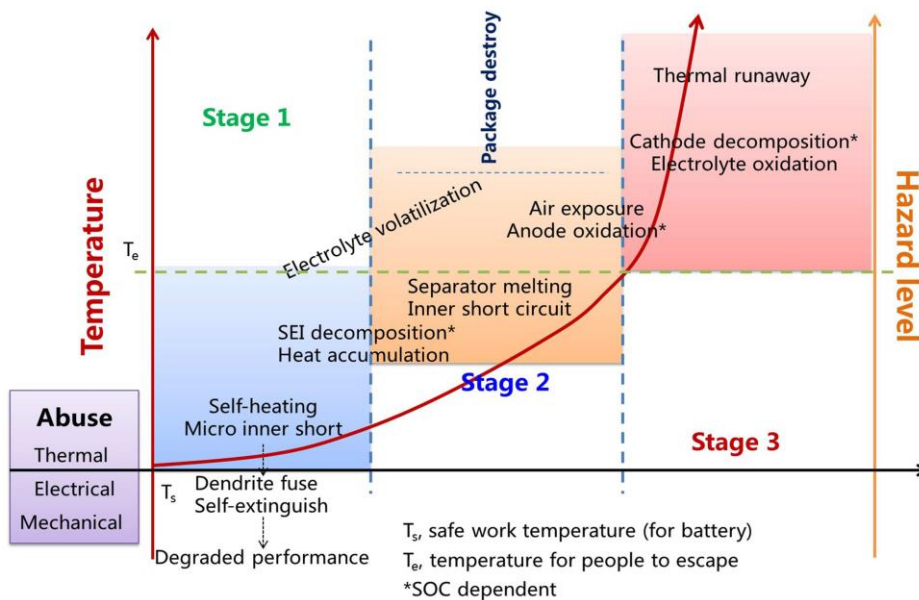 Package destroy
Thermal runaway
Stage 1
Cathode decomposition*
Electrolyte oxidation
Temperature
Hazard level
Electrolyte volatilization
Air exposure
Anode oxidation*
Te
Separator melting
Inner short circuit
SEI decomposition*
Heat accumulation
Stage 2
Abuse
Thermal
Electrical
Mechanical
Self-heating
Micro inner short
Stage 3
Ts
Dendrite fuse
Self-extinguish
Degraded performance
Ts, safe work temperature (for battery)
Te, temperature for people to escape
*SOC dependent